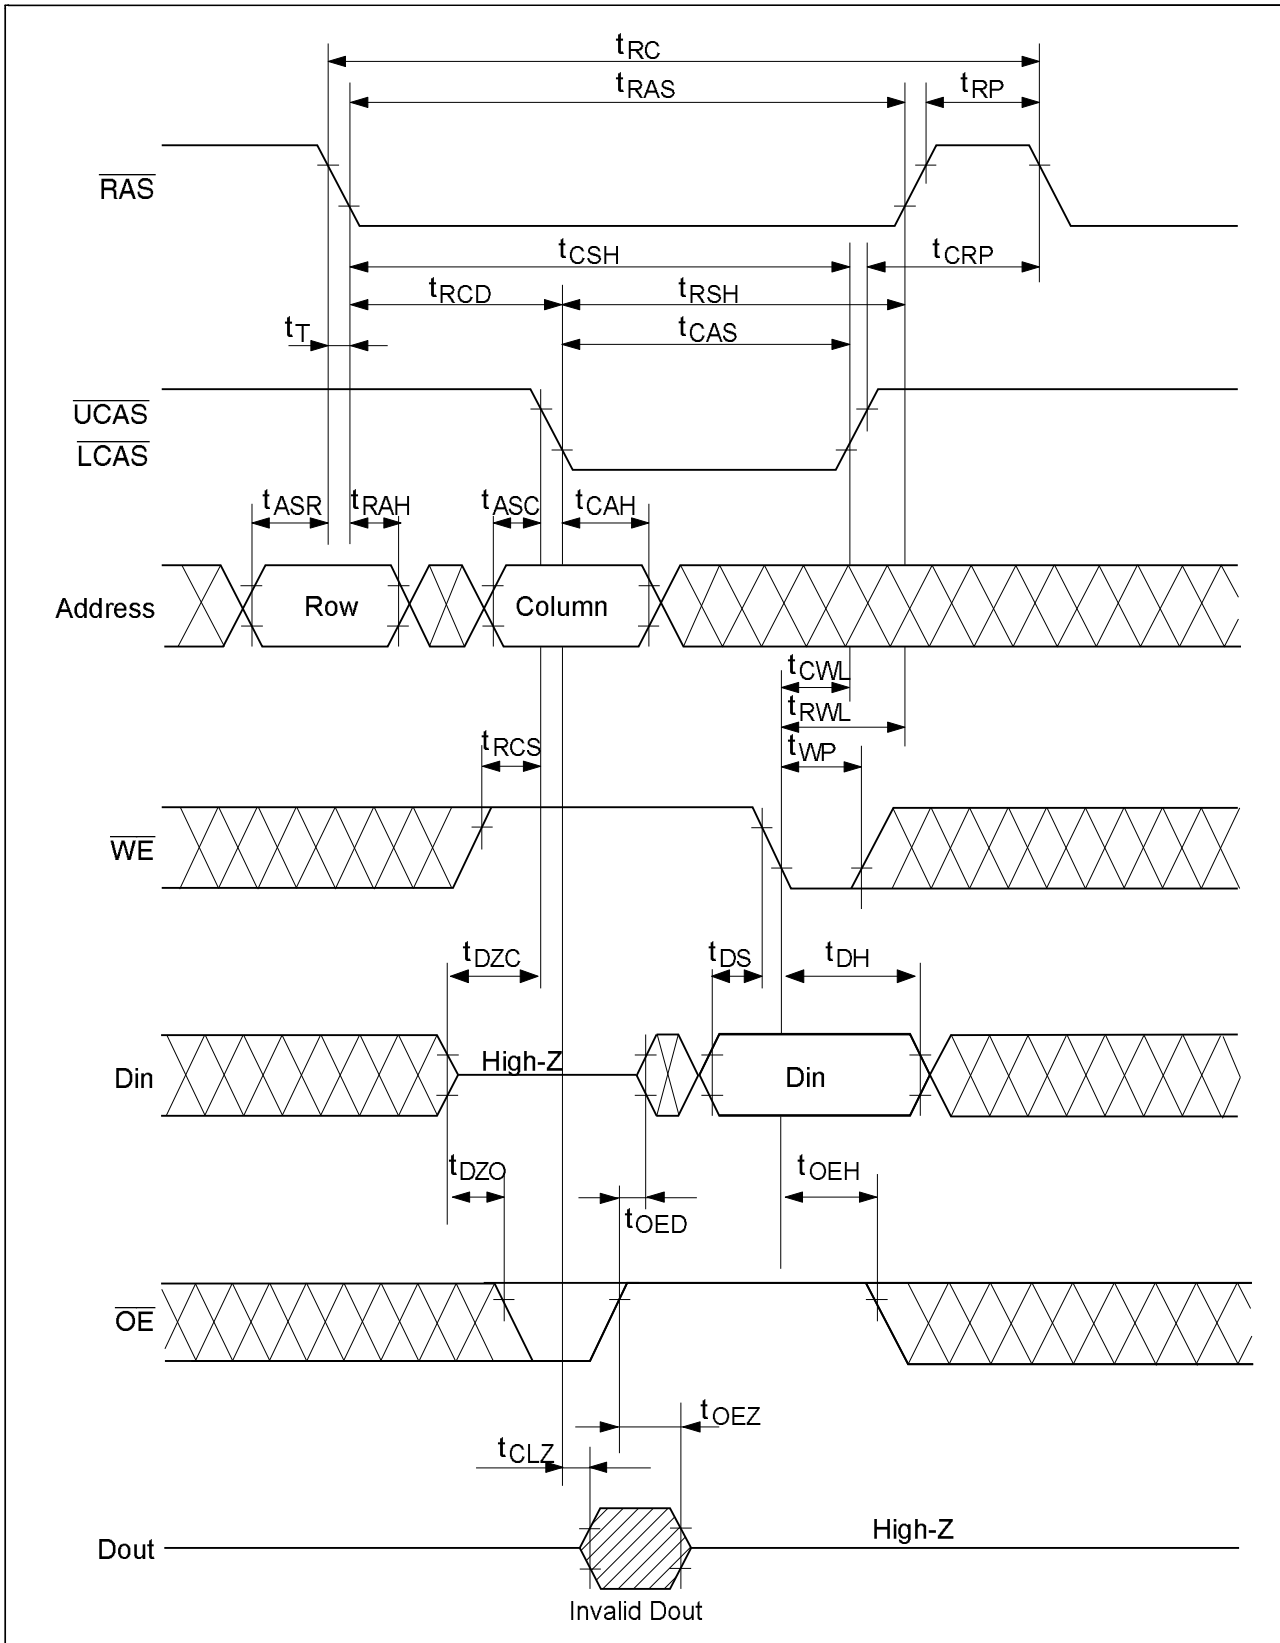 tRC
tRAS
tRP
RAS
tCSH
tCRP
tRCD
tRSH
tT
tCAS
UCAS
LCAS
tASR
tRAH
tASC
tCAH
Address
Row
Column
tCWL
tRWL
tRCS
tWP
WE
tDZC
tDS
tDH
High-Z
Din
Din
tDZO
tOEH
tOED
OE
tOEZ
tCLZ
High-Z
Dout
Invalid Dout